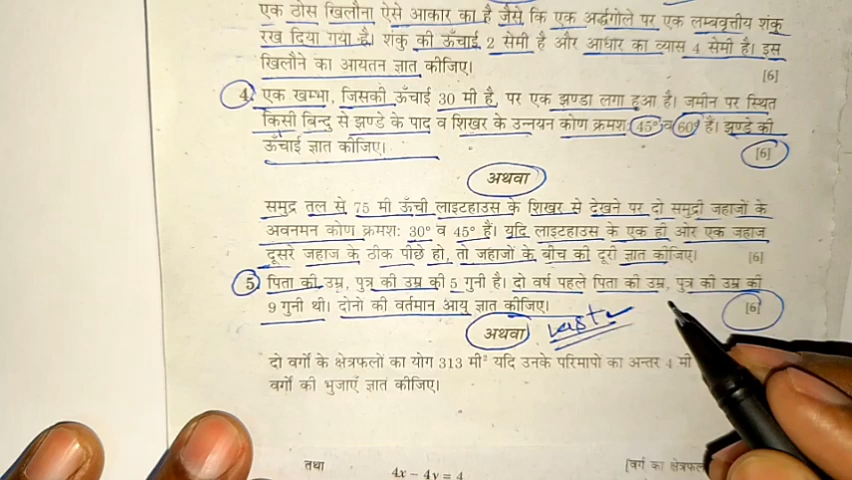 एक ठोस खिलौना ऐसे आकार का है जैसे कि एक अर्द्धगोले पर एक लम्बवृत्तीय शंकु
रख दिया गया है। शंकु की ऊँचाई 2 सेमी है और आधार का व्यास 4 सेमी है। इस
खिलौने का आयतन ज्ञात कीजिए। [6]
4. एक खम्भा, जिसकी ऊँचाई 30 मी है, पर एक झण्डा लगा हुआ है। जमीन पर स्थित
किसी बिन्दु से झण्डे के पाद व शिखर के उन्नयन कोण क्रमश: 45° व 60° है। झण्डे की
ऊँचाई ज्ञात कीजिए। [6]
अथवा
समुद्र तल से 75 मी ऊँची लाइटहाउस के शिखर से देखने पर दो समुद्री जहाजों के
अवनमन कोण क्रमश: 30° व 45° हैं। यदि लाइटहाउस के एक ही ओर एक जहाज
दूसरे जहाज के ठीक पीछे हो, तो जहाजों के बीच की दूरी ज्ञात कीजिए। [6]
5. पिता की उम्र, पुत्र की उम्र की 5 गुनी है। दो वर्ष पहले पिता की उम्र, पुत्र की उम्र की
9 गुनी थी। दोनो की वर्तमान आयु ज्ञात कीजिए। [6]
अथवा
दो वर्गों के क्षेत्रफलों का योग 313 मी² यदि उनके परिमापो का अन्तर 4 मी
वर्गों की भुजाएँ ज्ञात कीजिए।
तथा [वर्ग का क्षेत्रफ
4x – 4y = 4